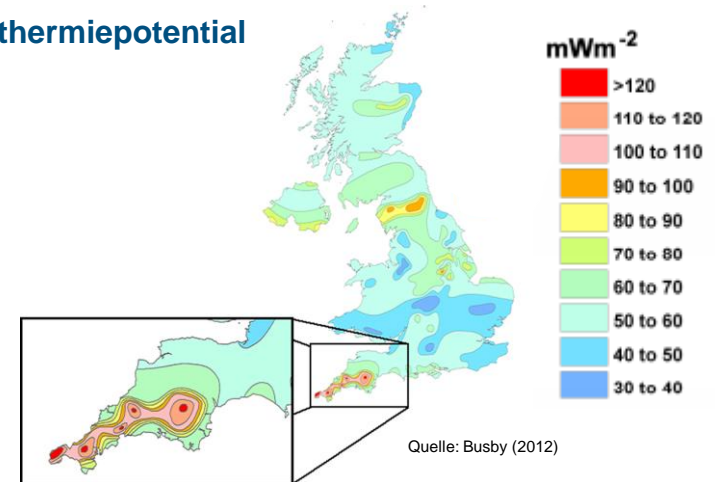 thermiepotential
mWm⁻²
>120
110 to 120
100 to 110
90 to 100
80 to 90
70 to 80
60 to 70
50 to 60
40 to 50
30 to 40
Quelle: Busby (2012)